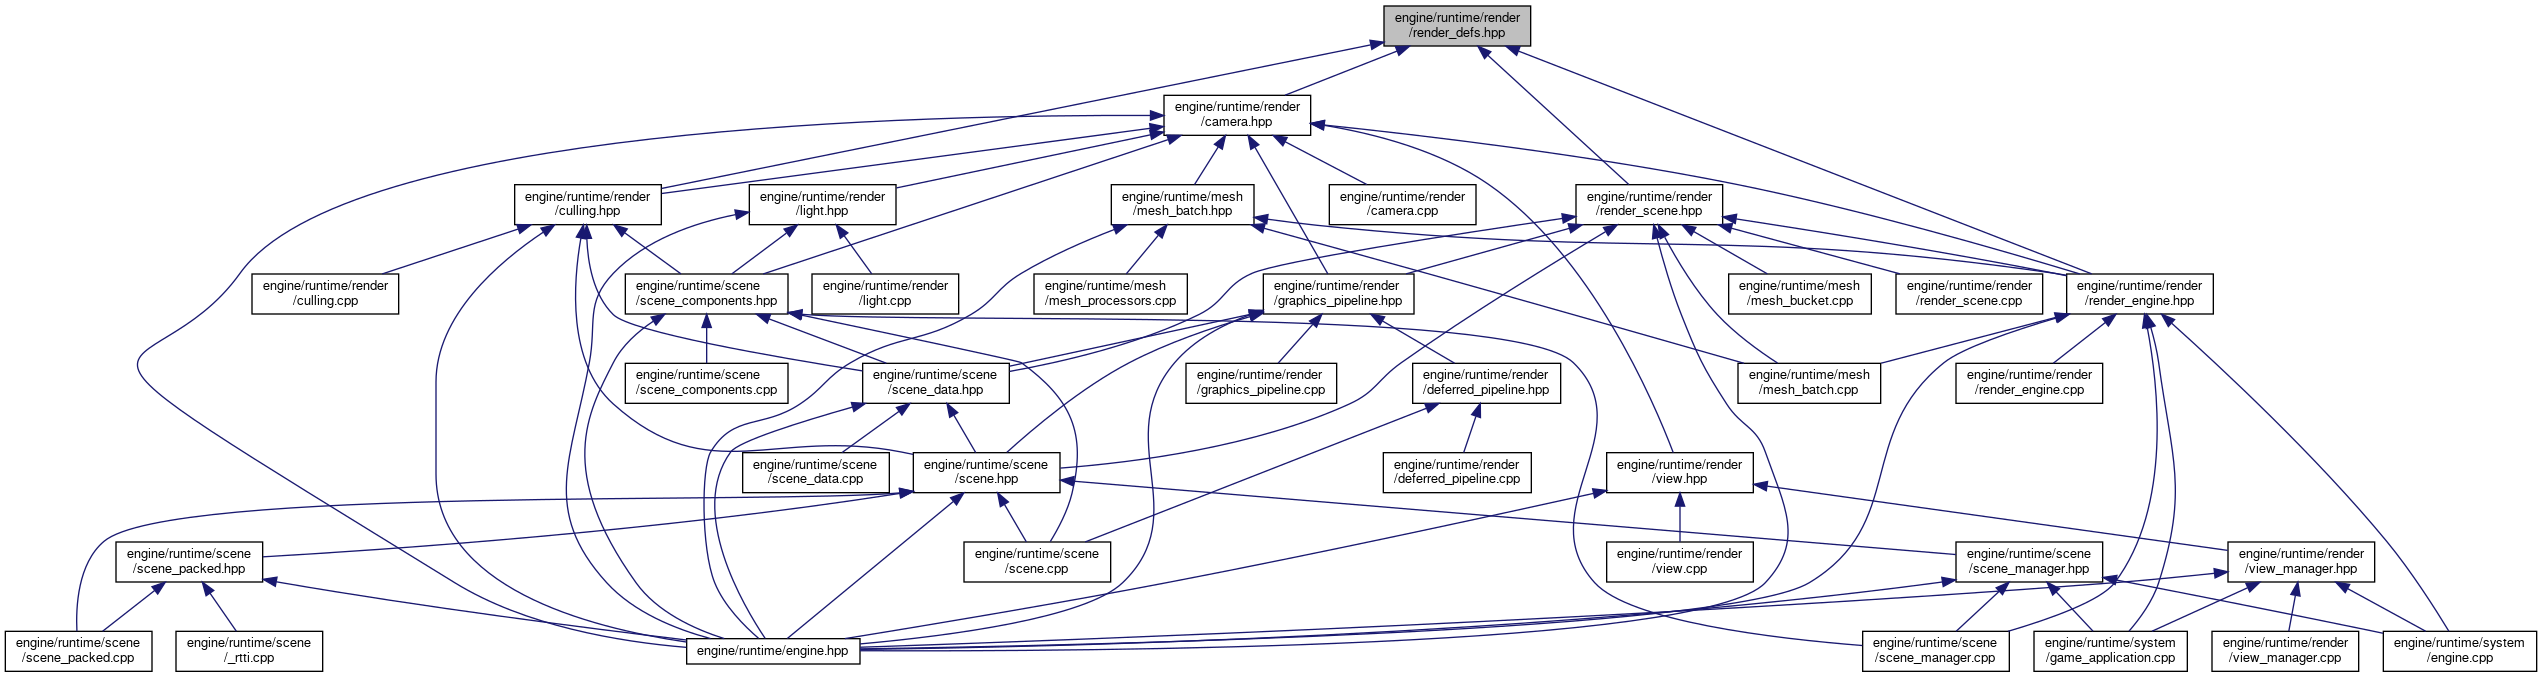 engine/runtime/render
/render_defs.hpp
engine/runtime/render
/camera.hpp
engine/runtime/render
/culling.hpp
engine/runtime/render
/light.hpp
engine/runtime/mesh
/mesh_batch.hpp
engine/runtime/render
/camera.cpp
engine/runtime/render
/render_scene.hpp
engine/runtime/render
/culling.cpp
engine/runtime/scene
/scene_components.hpp
engine/runtime/render
/light.cpp
engine/runtime/mesh
/mesh_processors.cpp
engine/runtime/render
/graphics_pipeline.hpp
engine/runtime/mesh
/mesh_bucket.cpp
engine/runtime/render
/render_scene.cpp
engine/runtime/render
/render_engine.hpp
engine/runtime/scene
/scene_components.cpp
engine/runtime/scene
/scene_data.hpp
engine/runtime/render
/graphics_pipeline.cpp
engine/runtime/render
/deferred_pipeline.hpp
engine/runtime/mesh
/mesh_batch.cpp
engine/runtime/render
/render_engine.cpp
engine/runtime/scene
/scene_data.cpp
engine/runtime/scene
/scene.hpp
engine/runtime/render
/deferred_pipeline.cpp
engine/runtime/render
/view.hpp
engine/runtime/scene
/scene_packed.hpp
engine/runtime/scene
/scene.cpp
engine/runtime/render
/view.cpp
engine/runtime/scene
/scene_manager.hpp
engine/runtime/render
/view_manager.hpp
engine/runtime/scene
/scene_packed.cpp
engine/runtime/scene
/_rtti.cpp
engine/runtime/engine.hpp
engine/runtime/scene
/scene_manager.cpp
engine/runtime/system
/game_application.cpp
engine/runtime/render
/view_manager.cpp
engine/runtime/system
/engine.cpp